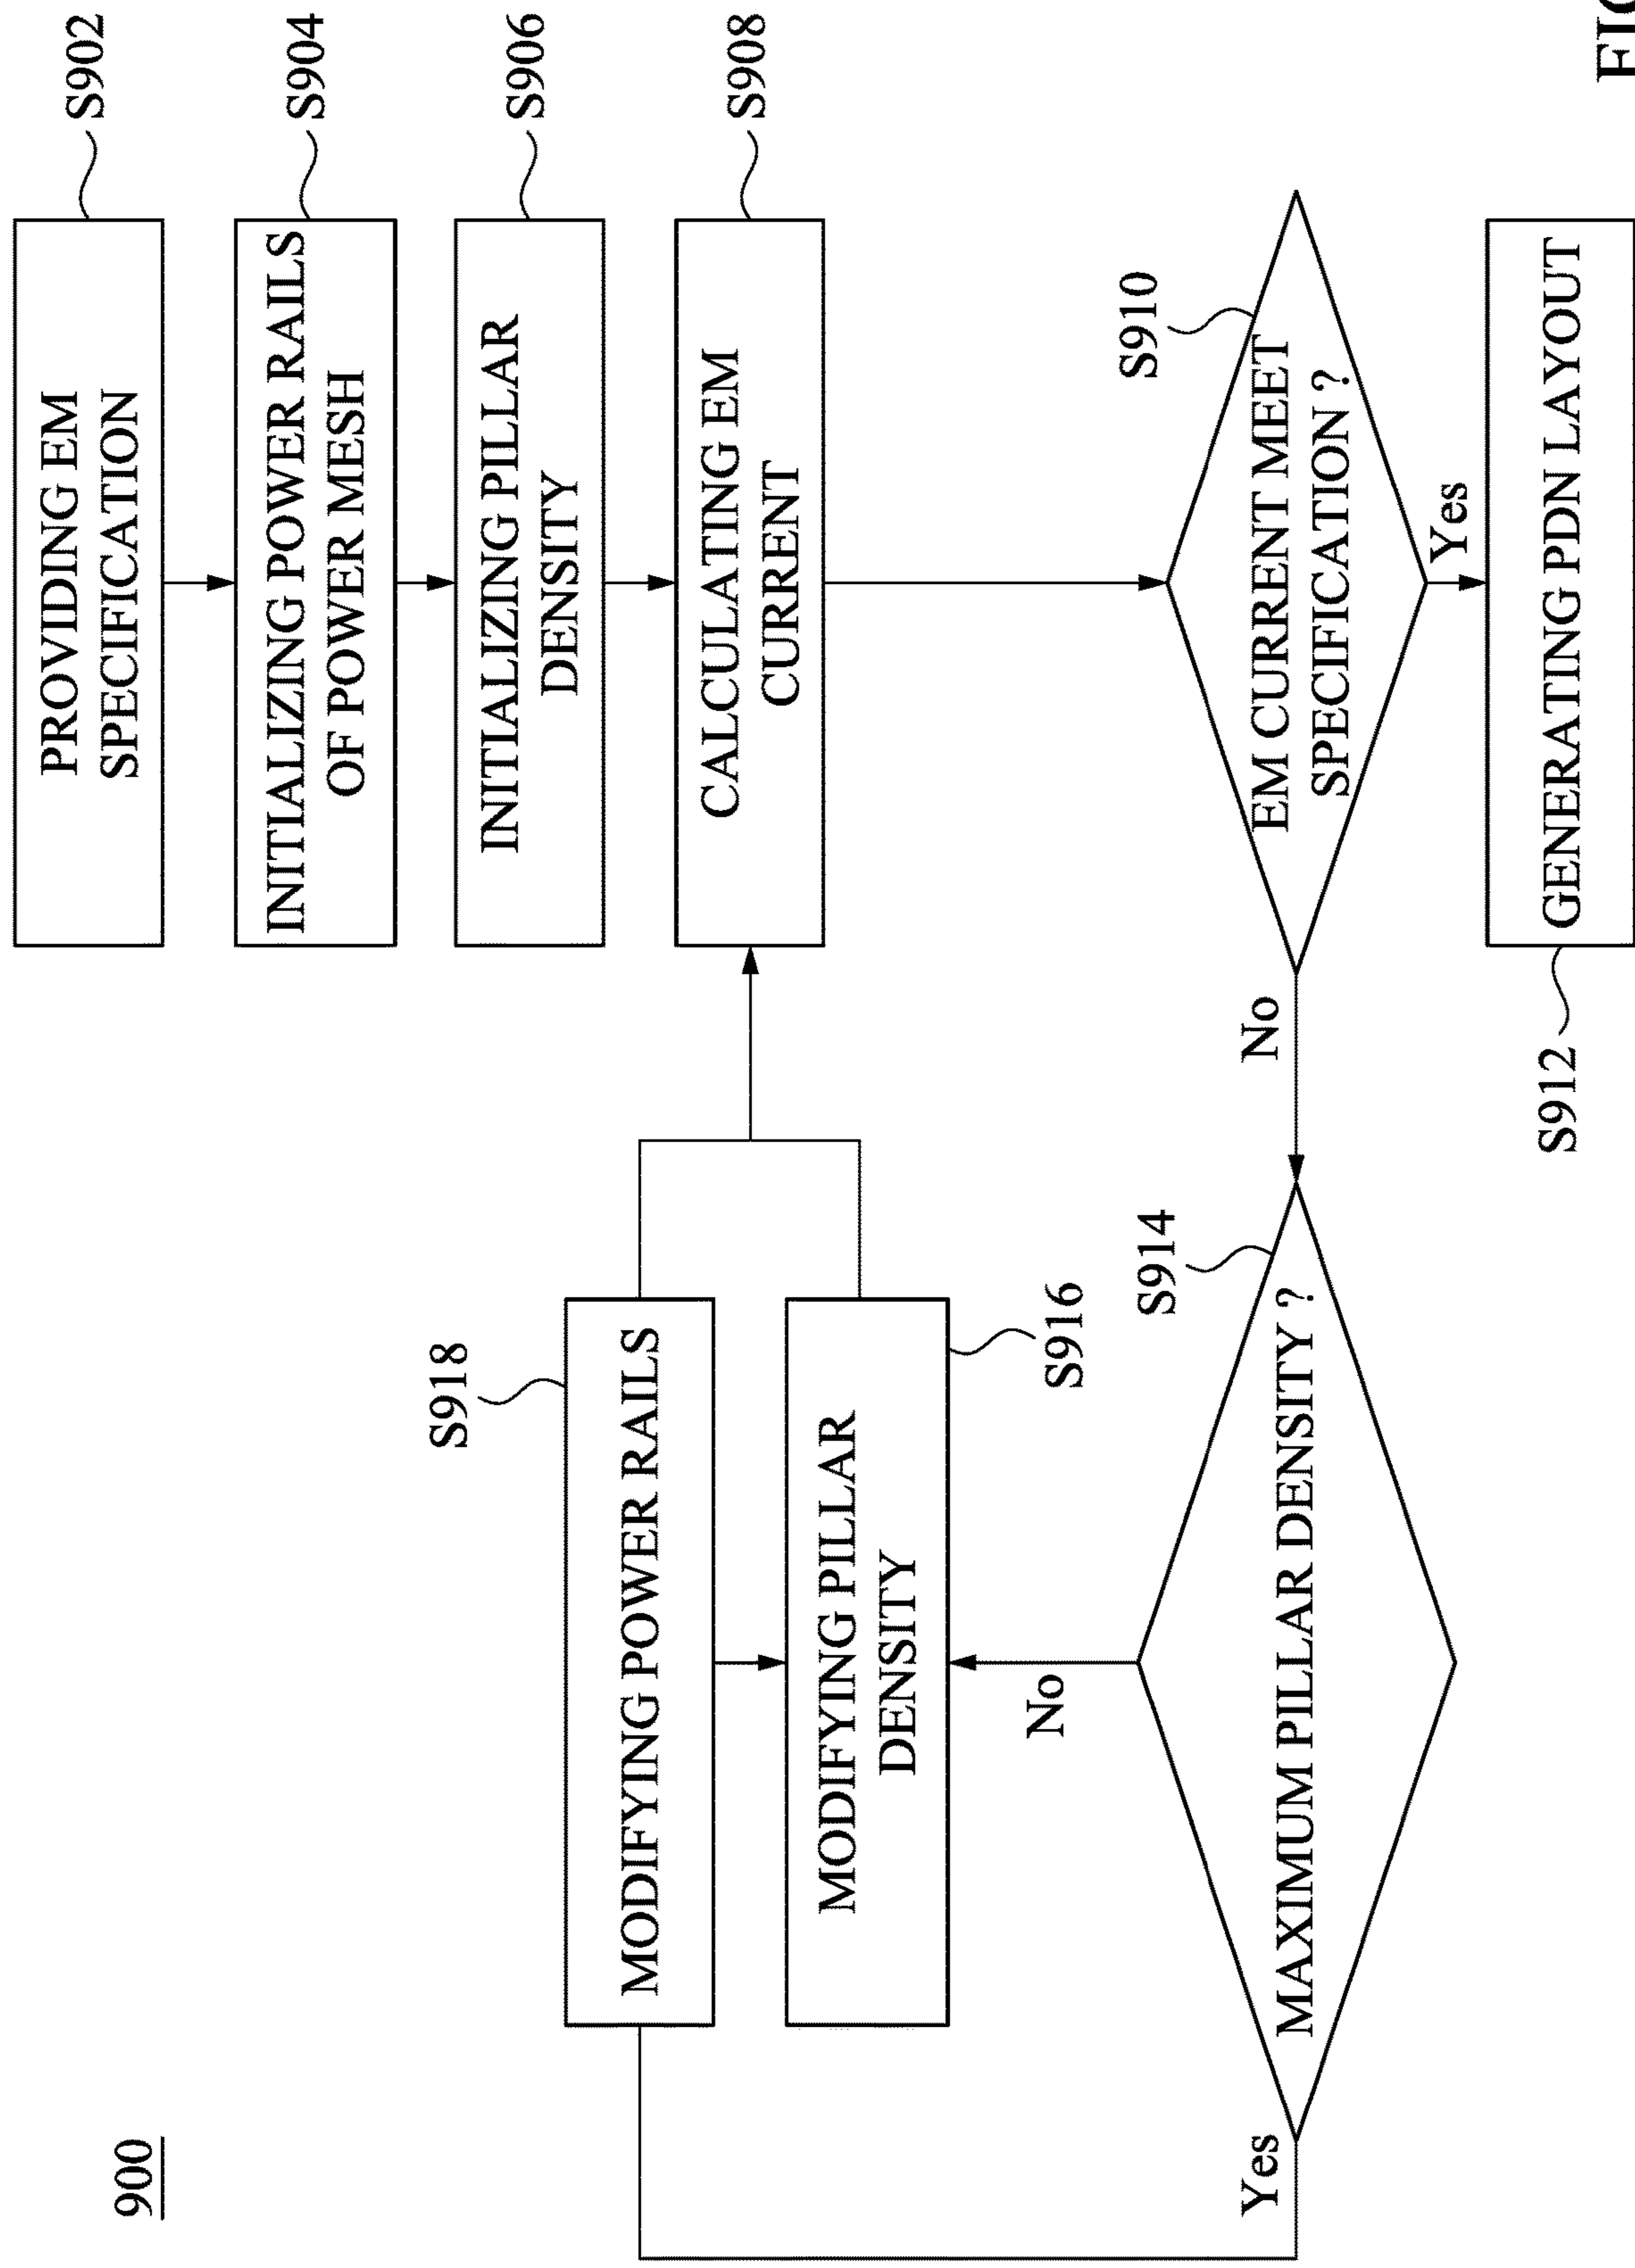 900
PROVIDING EM
SPECIFICATION
S902
INITIALIZING POWER RAILS
OF POWER MESH
S904
INITIALIZING PILLAR
DENSITY
S906
CALCULATING EM
CURRENT
S908
S918
MODIFYING POWER RAILS
MODIFYING PILLAR
DENSITY
S916
No
S914
MAXIMUM PILLAR DENSITY ?
Yes
No
S910
EM CURRENT MEET
SPECIFICATION ?
Yes
S912
GENERATING PDN LAYOUT